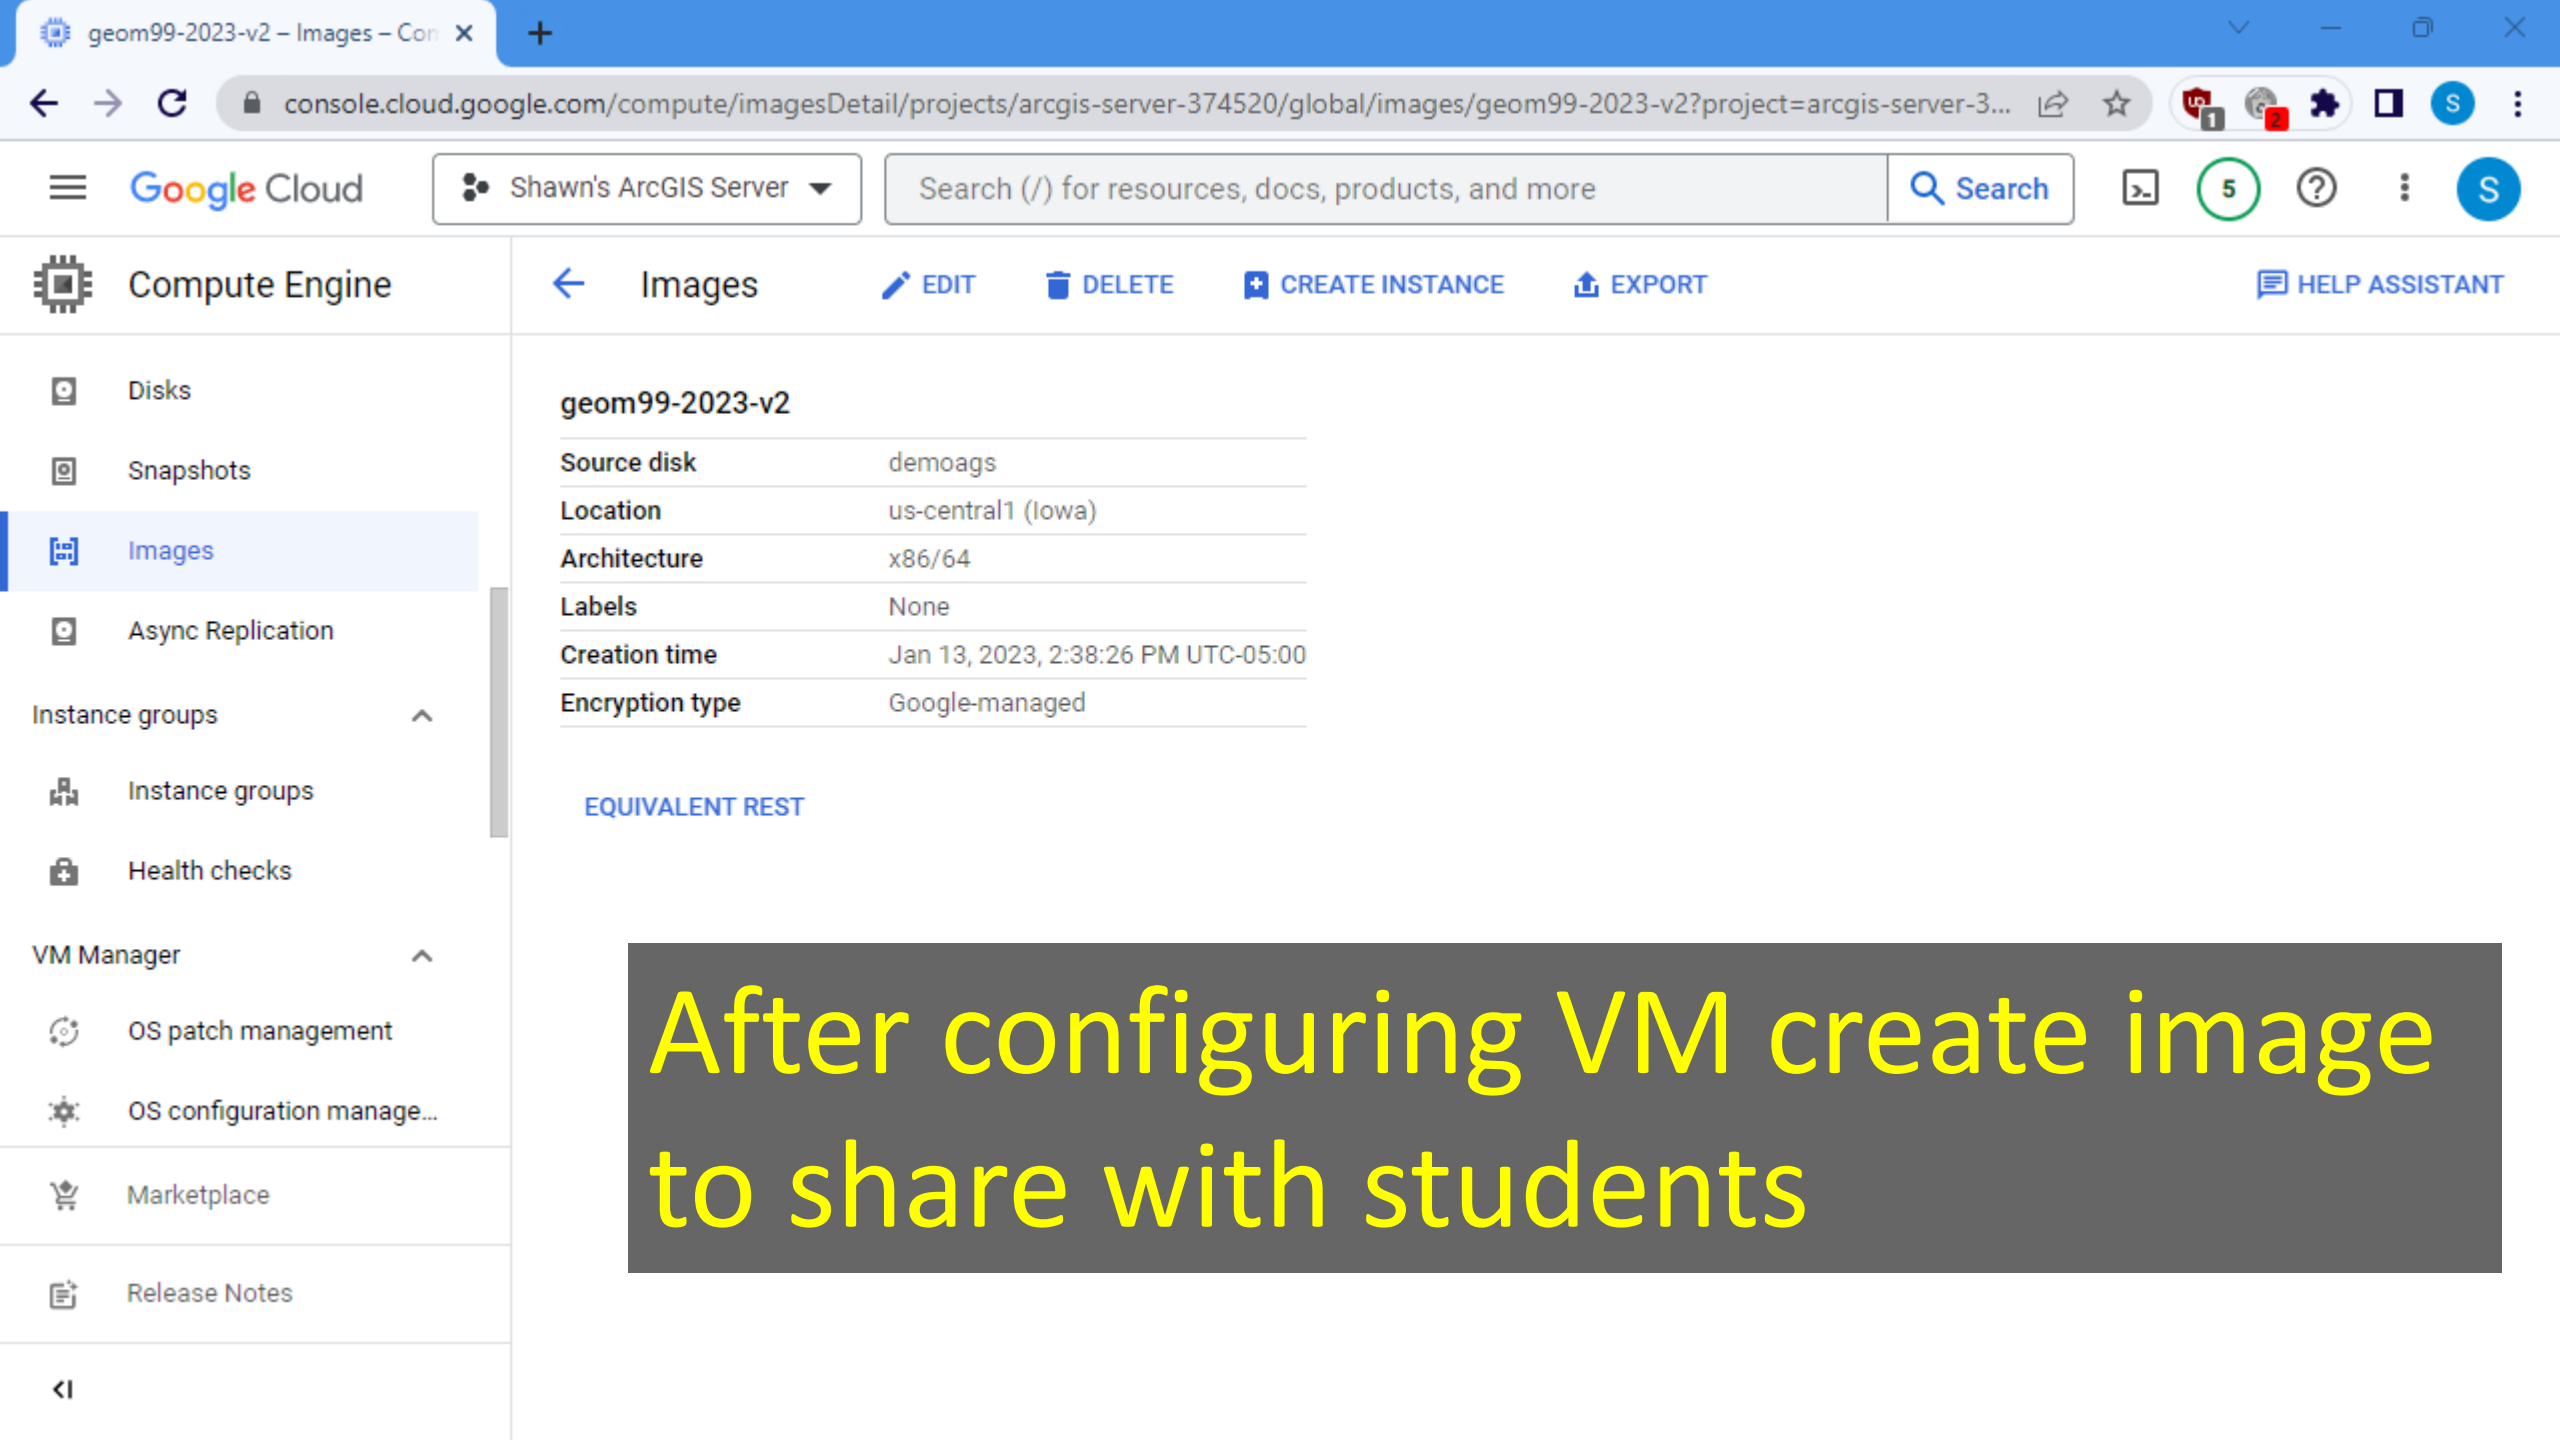 geom99-2023-v2 – Images – Con
console.cloud.google.com/compute/imagesDetail/projects/arcgis-server-374520/global/images/geom99-2023-v2?project=arcgis-server-3...
1
2
S
Google Cloud
Shawn's ArcGIS Server
Search (/) for resources, docs, products, and more
Search
5
S
Compute Engine
Images
EDIT
DELETE
CREATE INSTANCE
EXPORT
HELP ASSISTANT
Disks
Snapshots
Images
Async Replication
Instance groups
Instance groups
Health checks
VM Manager
OS patch management
OS configuration manage...
Marketplace
Release Notes
geom99-2023-v2
Source disk demoags
Location us-central1 (Iowa)
Architecture x86/64
Labels None
Creation time Jan 13, 2023, 2:38:26 PM UTC-05:00
Encryption type Google-managed
EQUIVALENT REST
After configuring VM create image
to share with students